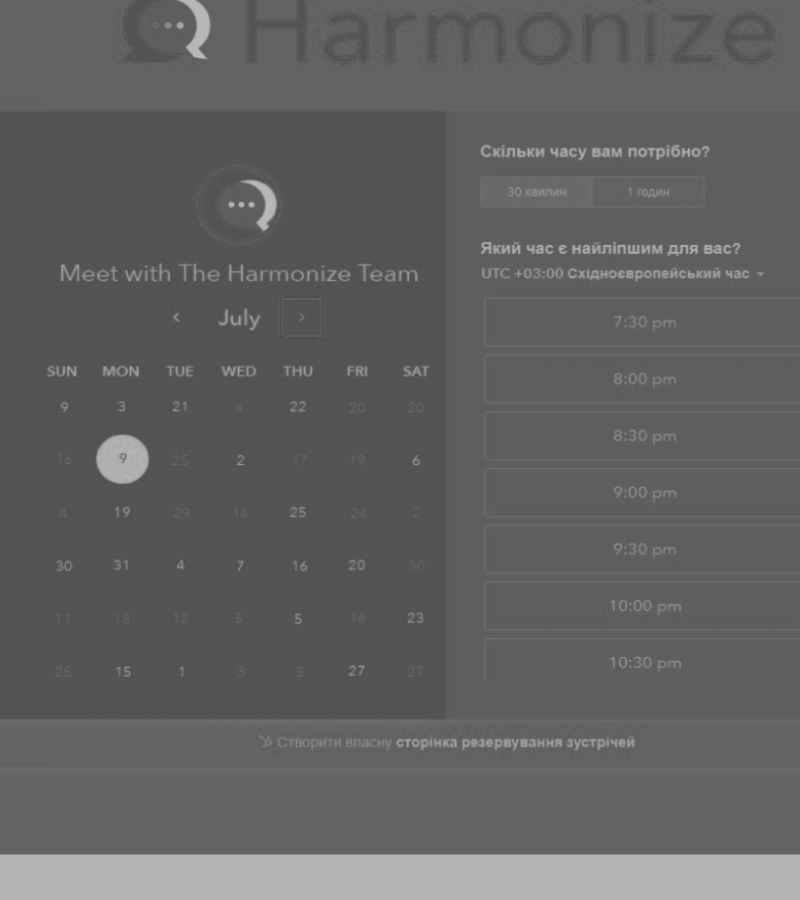 Harmonize
Meet with The Harmonize Team
July
SUN MON TUE WED THU FRI SAT
9 3 21 4 22 20 20
16 9 25 2 17 19 6
4 19 29 16 25 24 2
30 31 4 7 16 20 30
11 18 12 5 5 16 23
25 15 1 3 3 27 27
Скільки часу вам потрібно?
30 хвилин 1 годин
Який час є найліпшим для вас?
UTC +03:00 Східноєвропейський час
7:30 pm
8:00 pm
8:30 pm
9:00 pm
9:30 pm
10:00 pm
10:30 pm
Створити власну сторінка резервування зустрічей